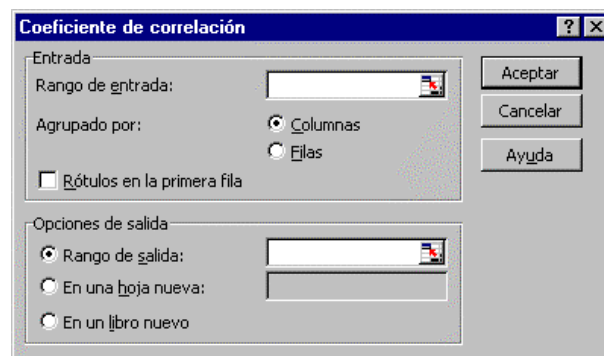 Coeficiente de correlación
Entrada
Rango de entrada:
Agrupado por:
Columnas
Filas
Rótulos en la primera fila
Opciones de salida
Rango de salida:
En una hoja nueva:
En un libro nuevo
Aceptar
Cancelar
Ayuda